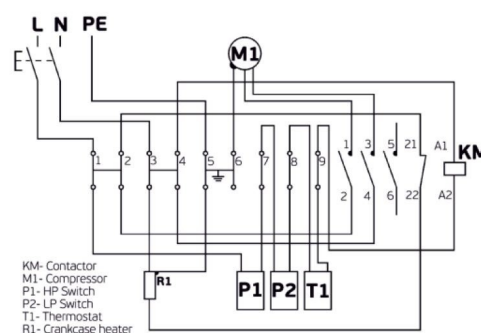 L N PE
M1
1 2 3 4 5 6 7 8 9 1 3 5 21 A1 KM
2 4 6 22 A2
R1 P1 P2 T1
KM- Contactor
M1- Compressor
P1- HP Switch
P2- LP Switch
T1- Thermostat
R1- Crankcase heater